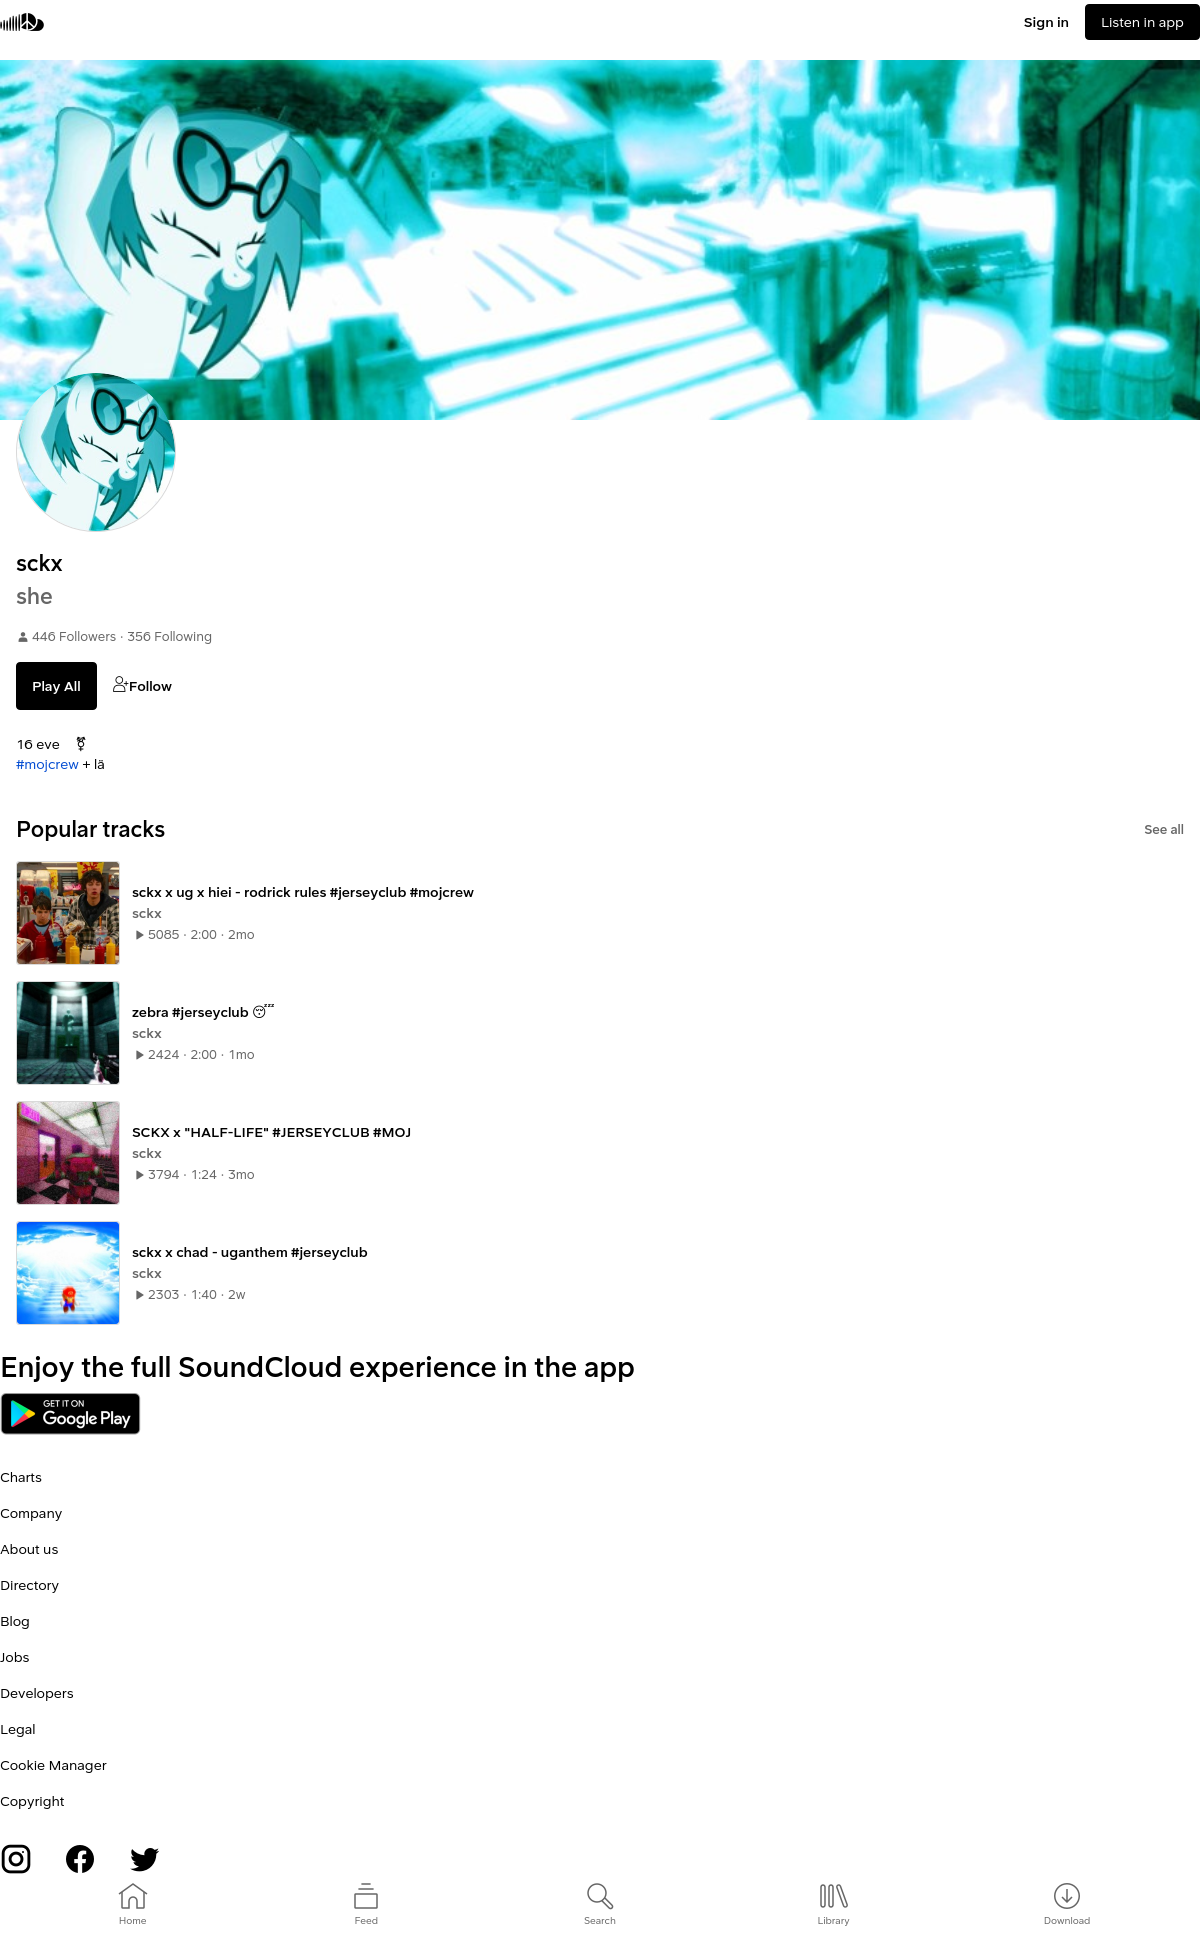 Sign in
Listen in app
sckx
she
446 Followers · 356 Following
Play All
Follow
16 eve ⚧
#mojcrew + lã
Popular tracks
See all
sckx x ug x hiei - rodrick rules #jerseyclub #mojcrew
sckx
5085 · 2:00 · 2mo
zebra #jerseyclub 😴
sckx
2424 · 2:00 · 1mo
SCKX x "HALF-LIFE" #JERSEYCLUB #MOJ
sckx
3794 · 1:24 · 3mo
sckx x chad - uganthem #jerseyclub
sckx
2303 · 1:40 · 2w
Enjoy the full SoundCloud experience in the app
GET IT ON
Google Play
Charts
Company
About us
Directory
Blog
Jobs
Developers
Legal
Cookie Manager
Copyright
Home
Feed
Search
Library
Download